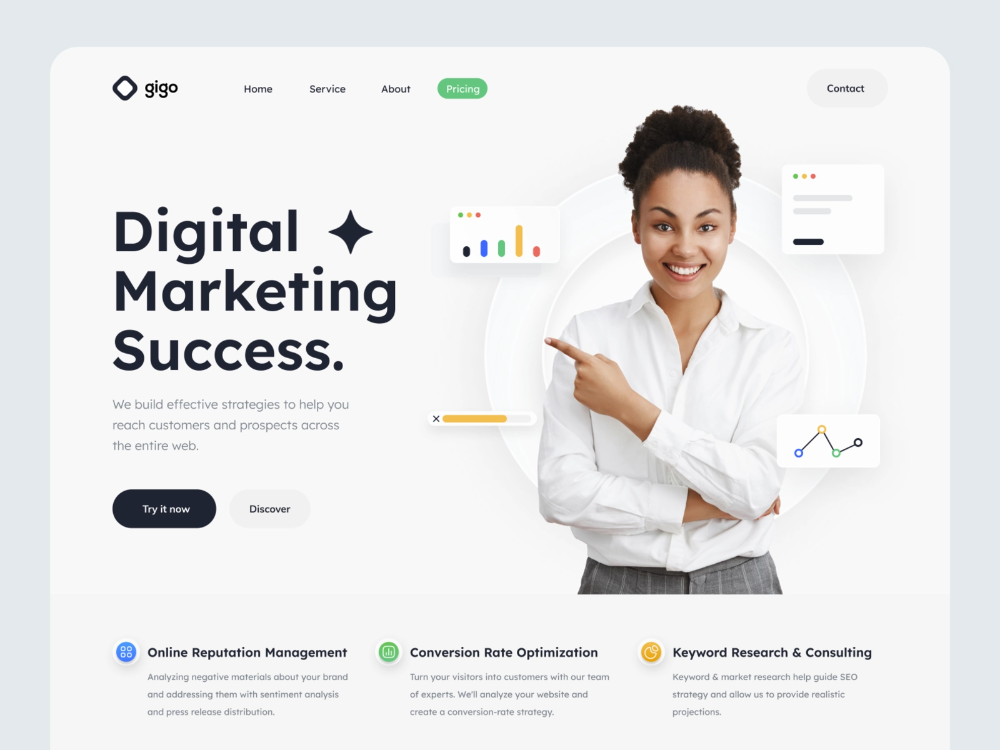 gigo
Home
Service
About
Pricing
Contact
Digital
Marketing
Success.
We build effective strategies to help you
reach customers and prospects across
the entire web.
Try it now
Discover
Online Reputation Management
Analyzing negative materials about your brand
and addressing them with sentiment analysis
and press release distribution.
Conversion Rate Optimization
Turn your visitors into customers with our team
of experts. We'll analyze your website and
create a conversion-rate strategy.
Keyword Research & Consulting
Keyword & market research help guide SEO
strategy and allow us to provide realistic
projections.